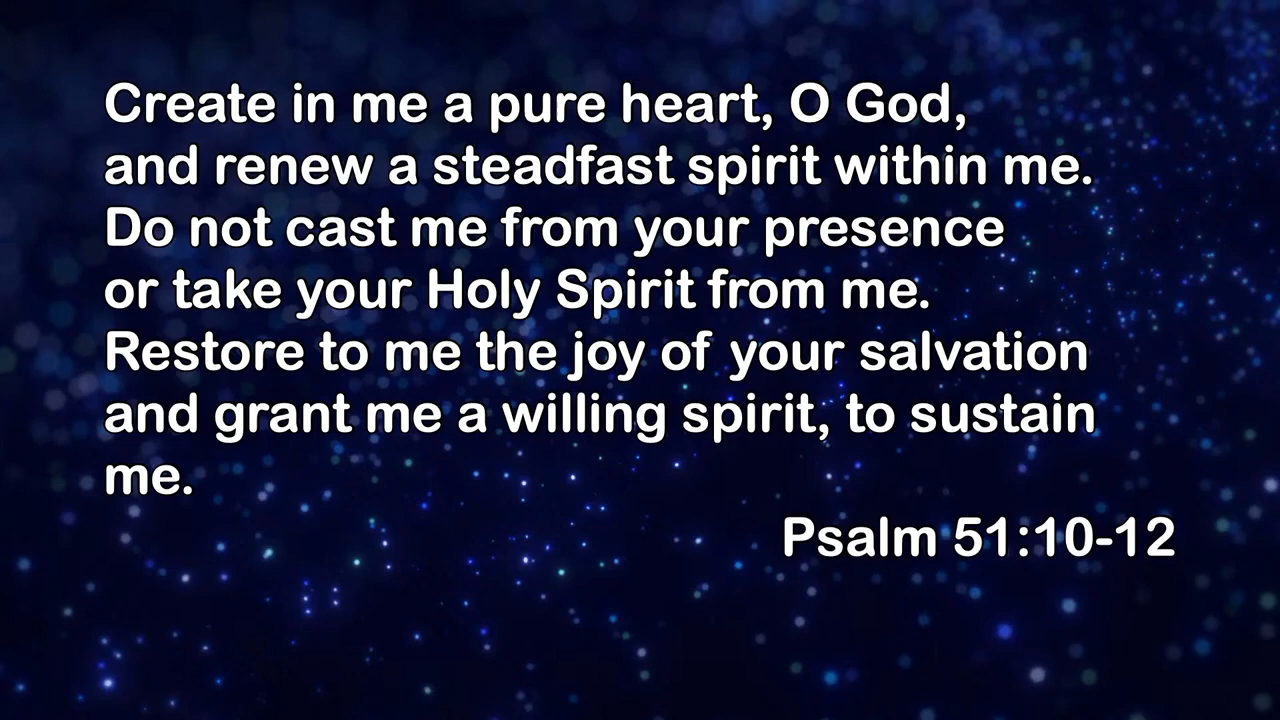 Create in me a pure heart, O God,
and renew a steadfast spirit within me.
Do not cast me from your presence
or take your Holy Spirit from me.
Restore to me the joy of your salvation
and grant me a willing spirit, to sustain
me.
Psalm 51:10-12